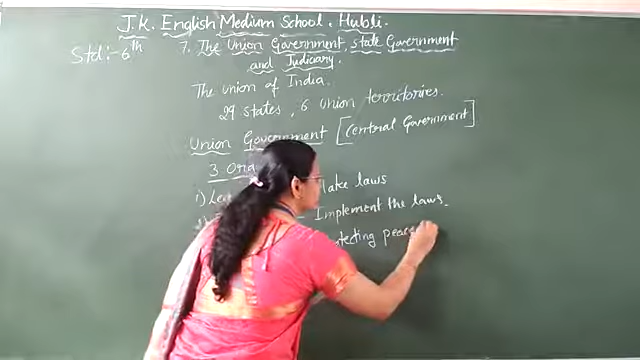 J.K. English Medium School, Hubli.
Std:- 6th
7. The Union Government, state Government
and Judiciary.
The union of India.
29 states, 6 union territories.
Union Government [Central Government]
3 Org
i) Le Make laws
Implement the laws.
tecting peace